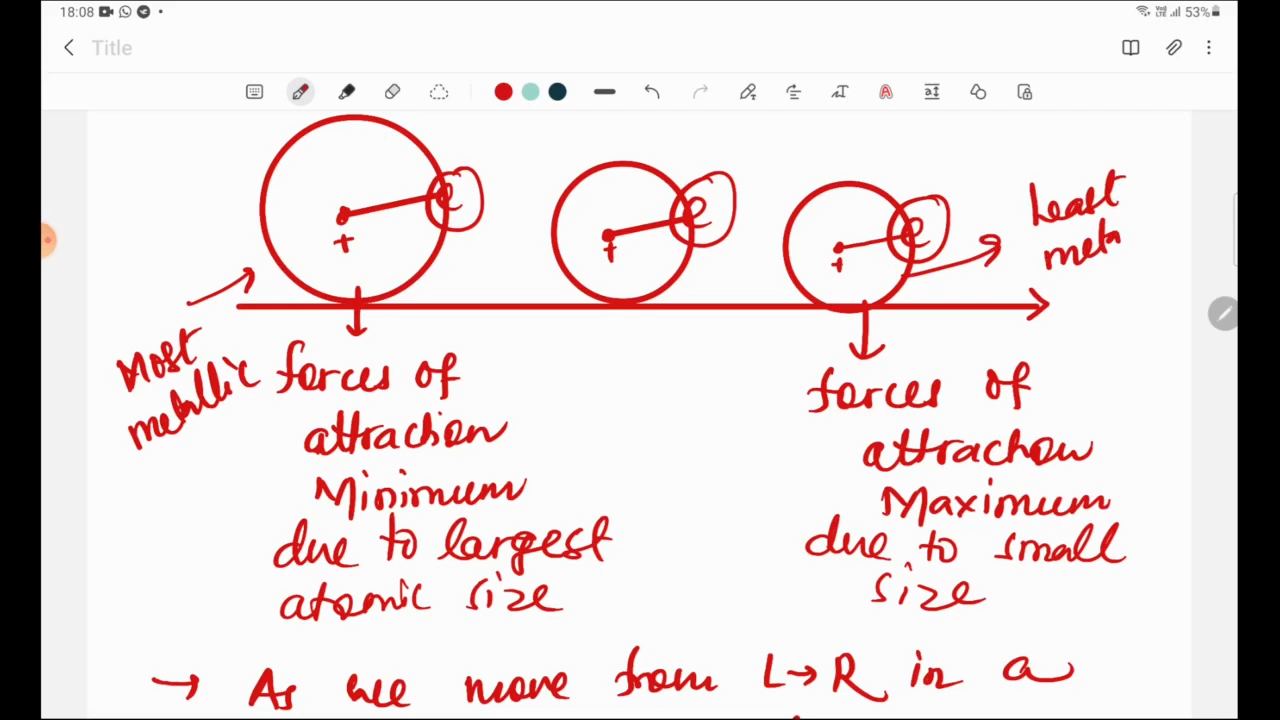 18:08
VoLTE 53%
Title
e
e
e
+
+
+
Least
meta
Most
metallic
forces of
attraction
Minimum
due to largest
atomic size
forces of
attraction
Maximum
due to small
size
→ As we move from L→R in a